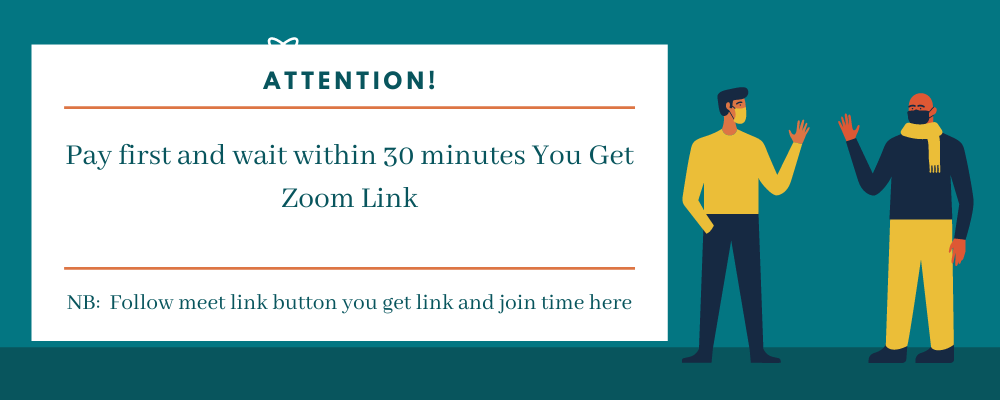 ATTENTION!
Pay first and wait within 30 minutes You Get
Zoom Link
NB: Follow meet link button you get link and join time here